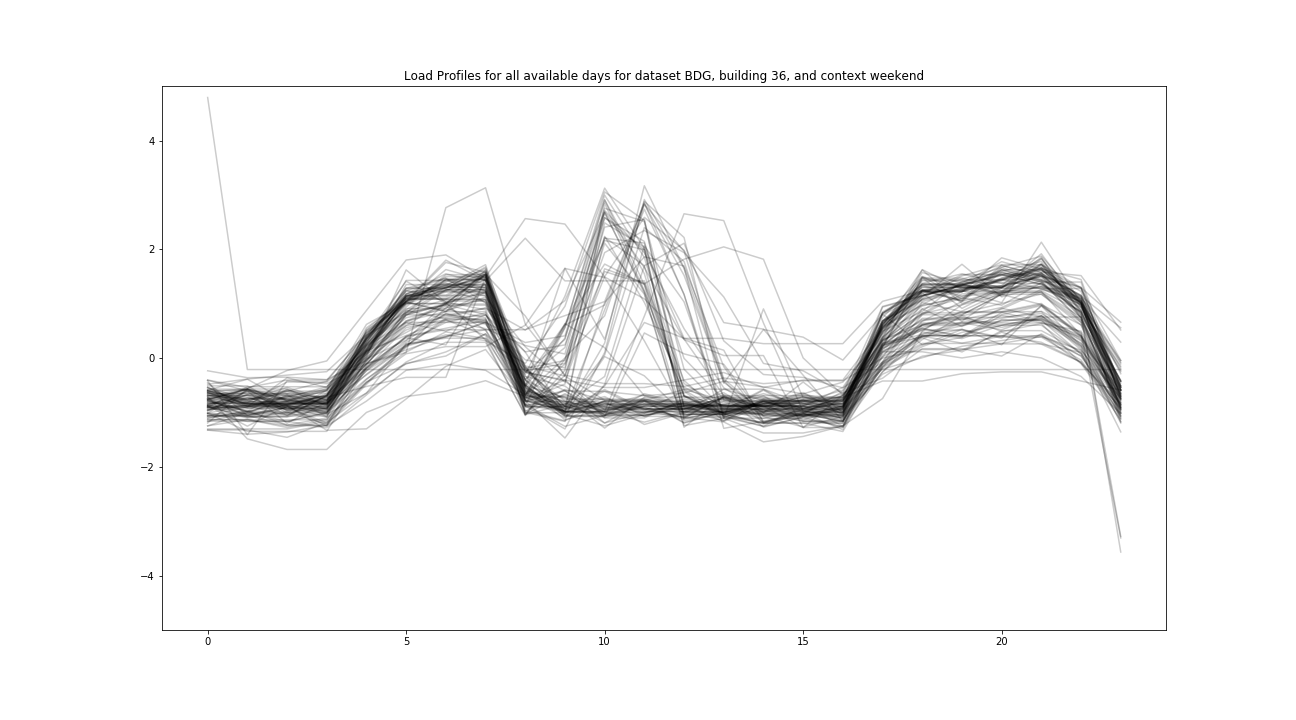 Load Profiles for all available days for dataset BDG, building 36, and context weekend
4
2
0
−2
−4
0 5 10 15 20